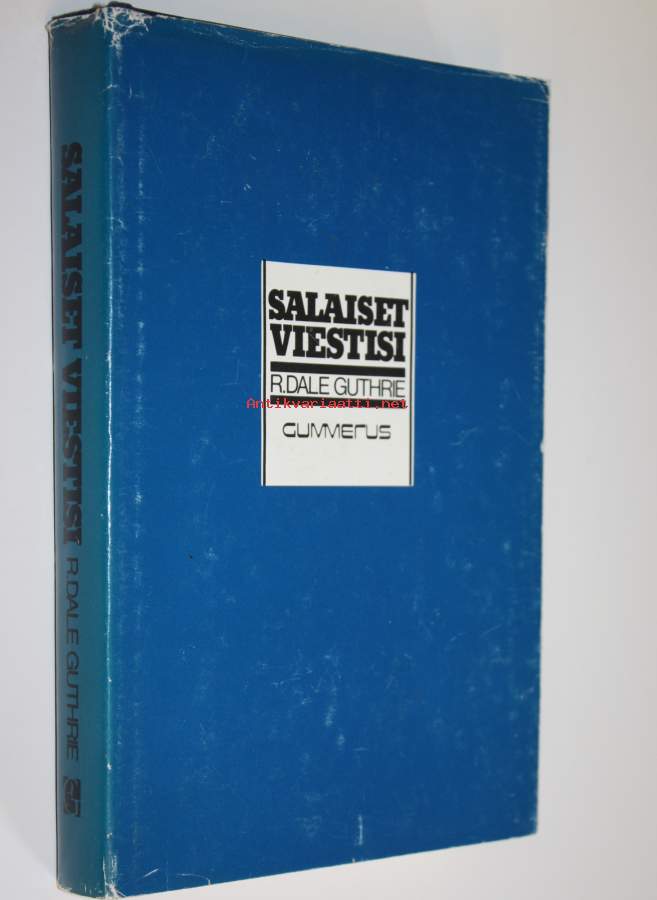 SALAISET
VIESTISI
R.DALE GUTHRIE
Antikvariaatti.net
GUMMERUS
SALAISET VIESTISI R.DALE GUTHRIE